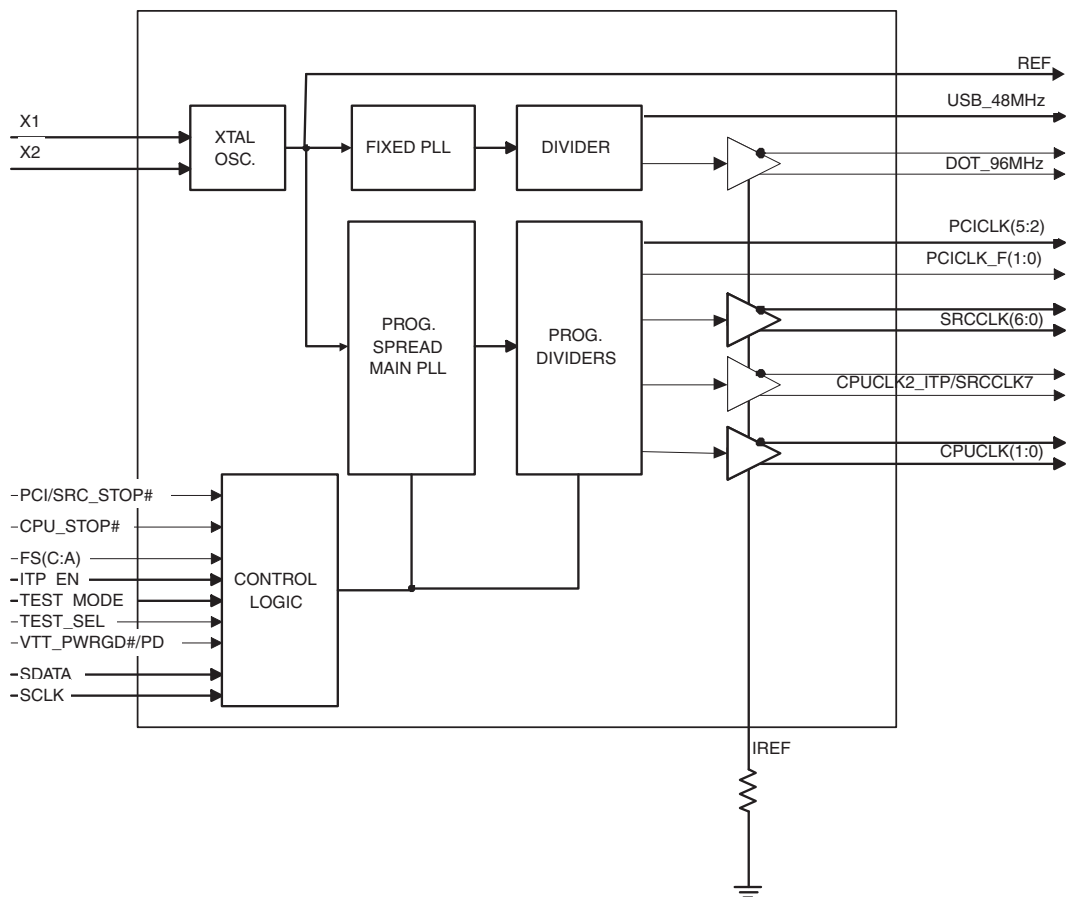 REF
USB_48MHz
X1
X2
XTAL
OSC.
FIXED PLL
DIVIDER
DOT_96MHz
PCICLK(5:2)
PCICLK_F(1:0)
PROG.
SPREAD
MAIN PLL
PROG.
DIVIDERS
SRCCLK(6:0)
CPUCLK2_ITP/SRCCLK7
CPUCLK(1:0)
PCI/SRC_STOP#
CPU_STOP#
FS(C:A)
ITP_EN
TEST_MODE
TEST_SEL
VTT_PWRGD#/PD
SDATA
SCLK
CONTROL
LOGIC
IREF